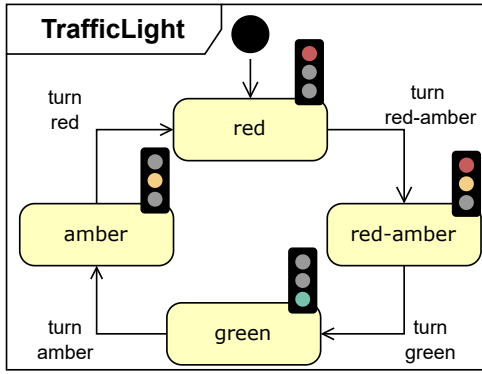 TrafficLight
turn
red
turn
red-amber
red
amber
red-amber
turn
amber
green
turn
green